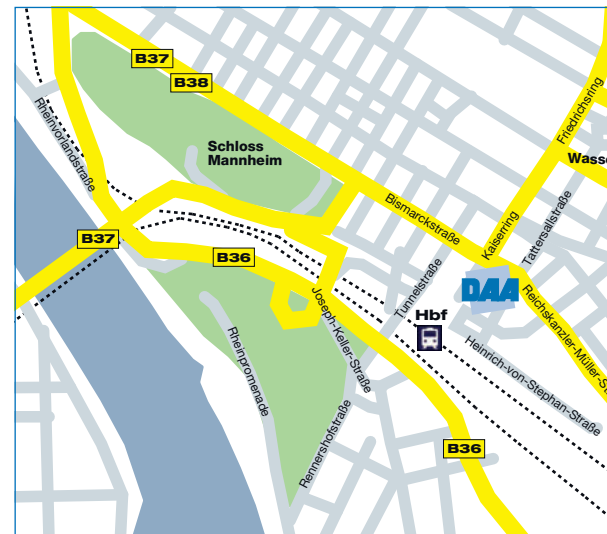 B37
B38
Friedrichsring
Rheinvorlandstraße
Schloss
Mannheim
Wasse
Bismarckstraße
Kaiserring
Tattersallstraße
B37
B36
Tunnelstraße
DAA
Reichskanzler-Müller-S
Joseph-Keller-Straße
Hbf
Rheinpromenade
Heinrich-von-Stephan-Straße
Rennershofstraße
B36